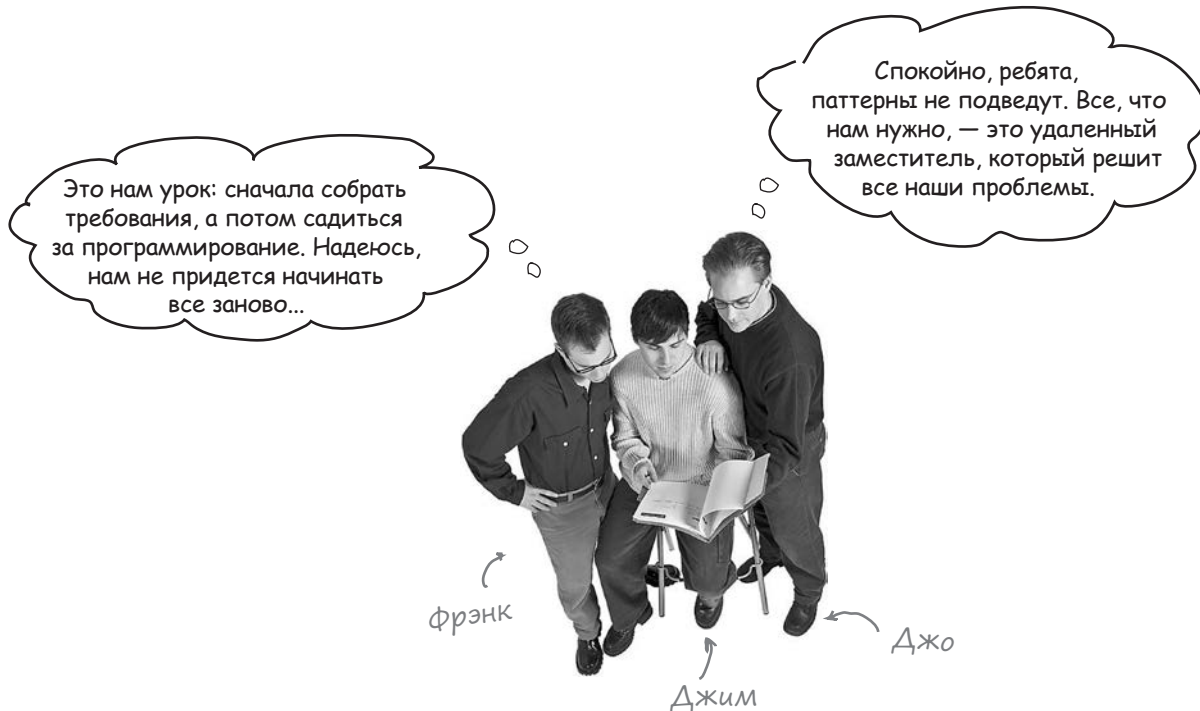 Это нам урок: сначала собрать
требования, а потом садиться
за программирование. Надеюсь,
нам не придется начинать
все заново...
Спокойно, ребята,
паттерны не подведут. Все, что
нам нужно, — это удаленный
заместитель, который решит
все наши проблемы.
Фрэнк
Джим
Джо